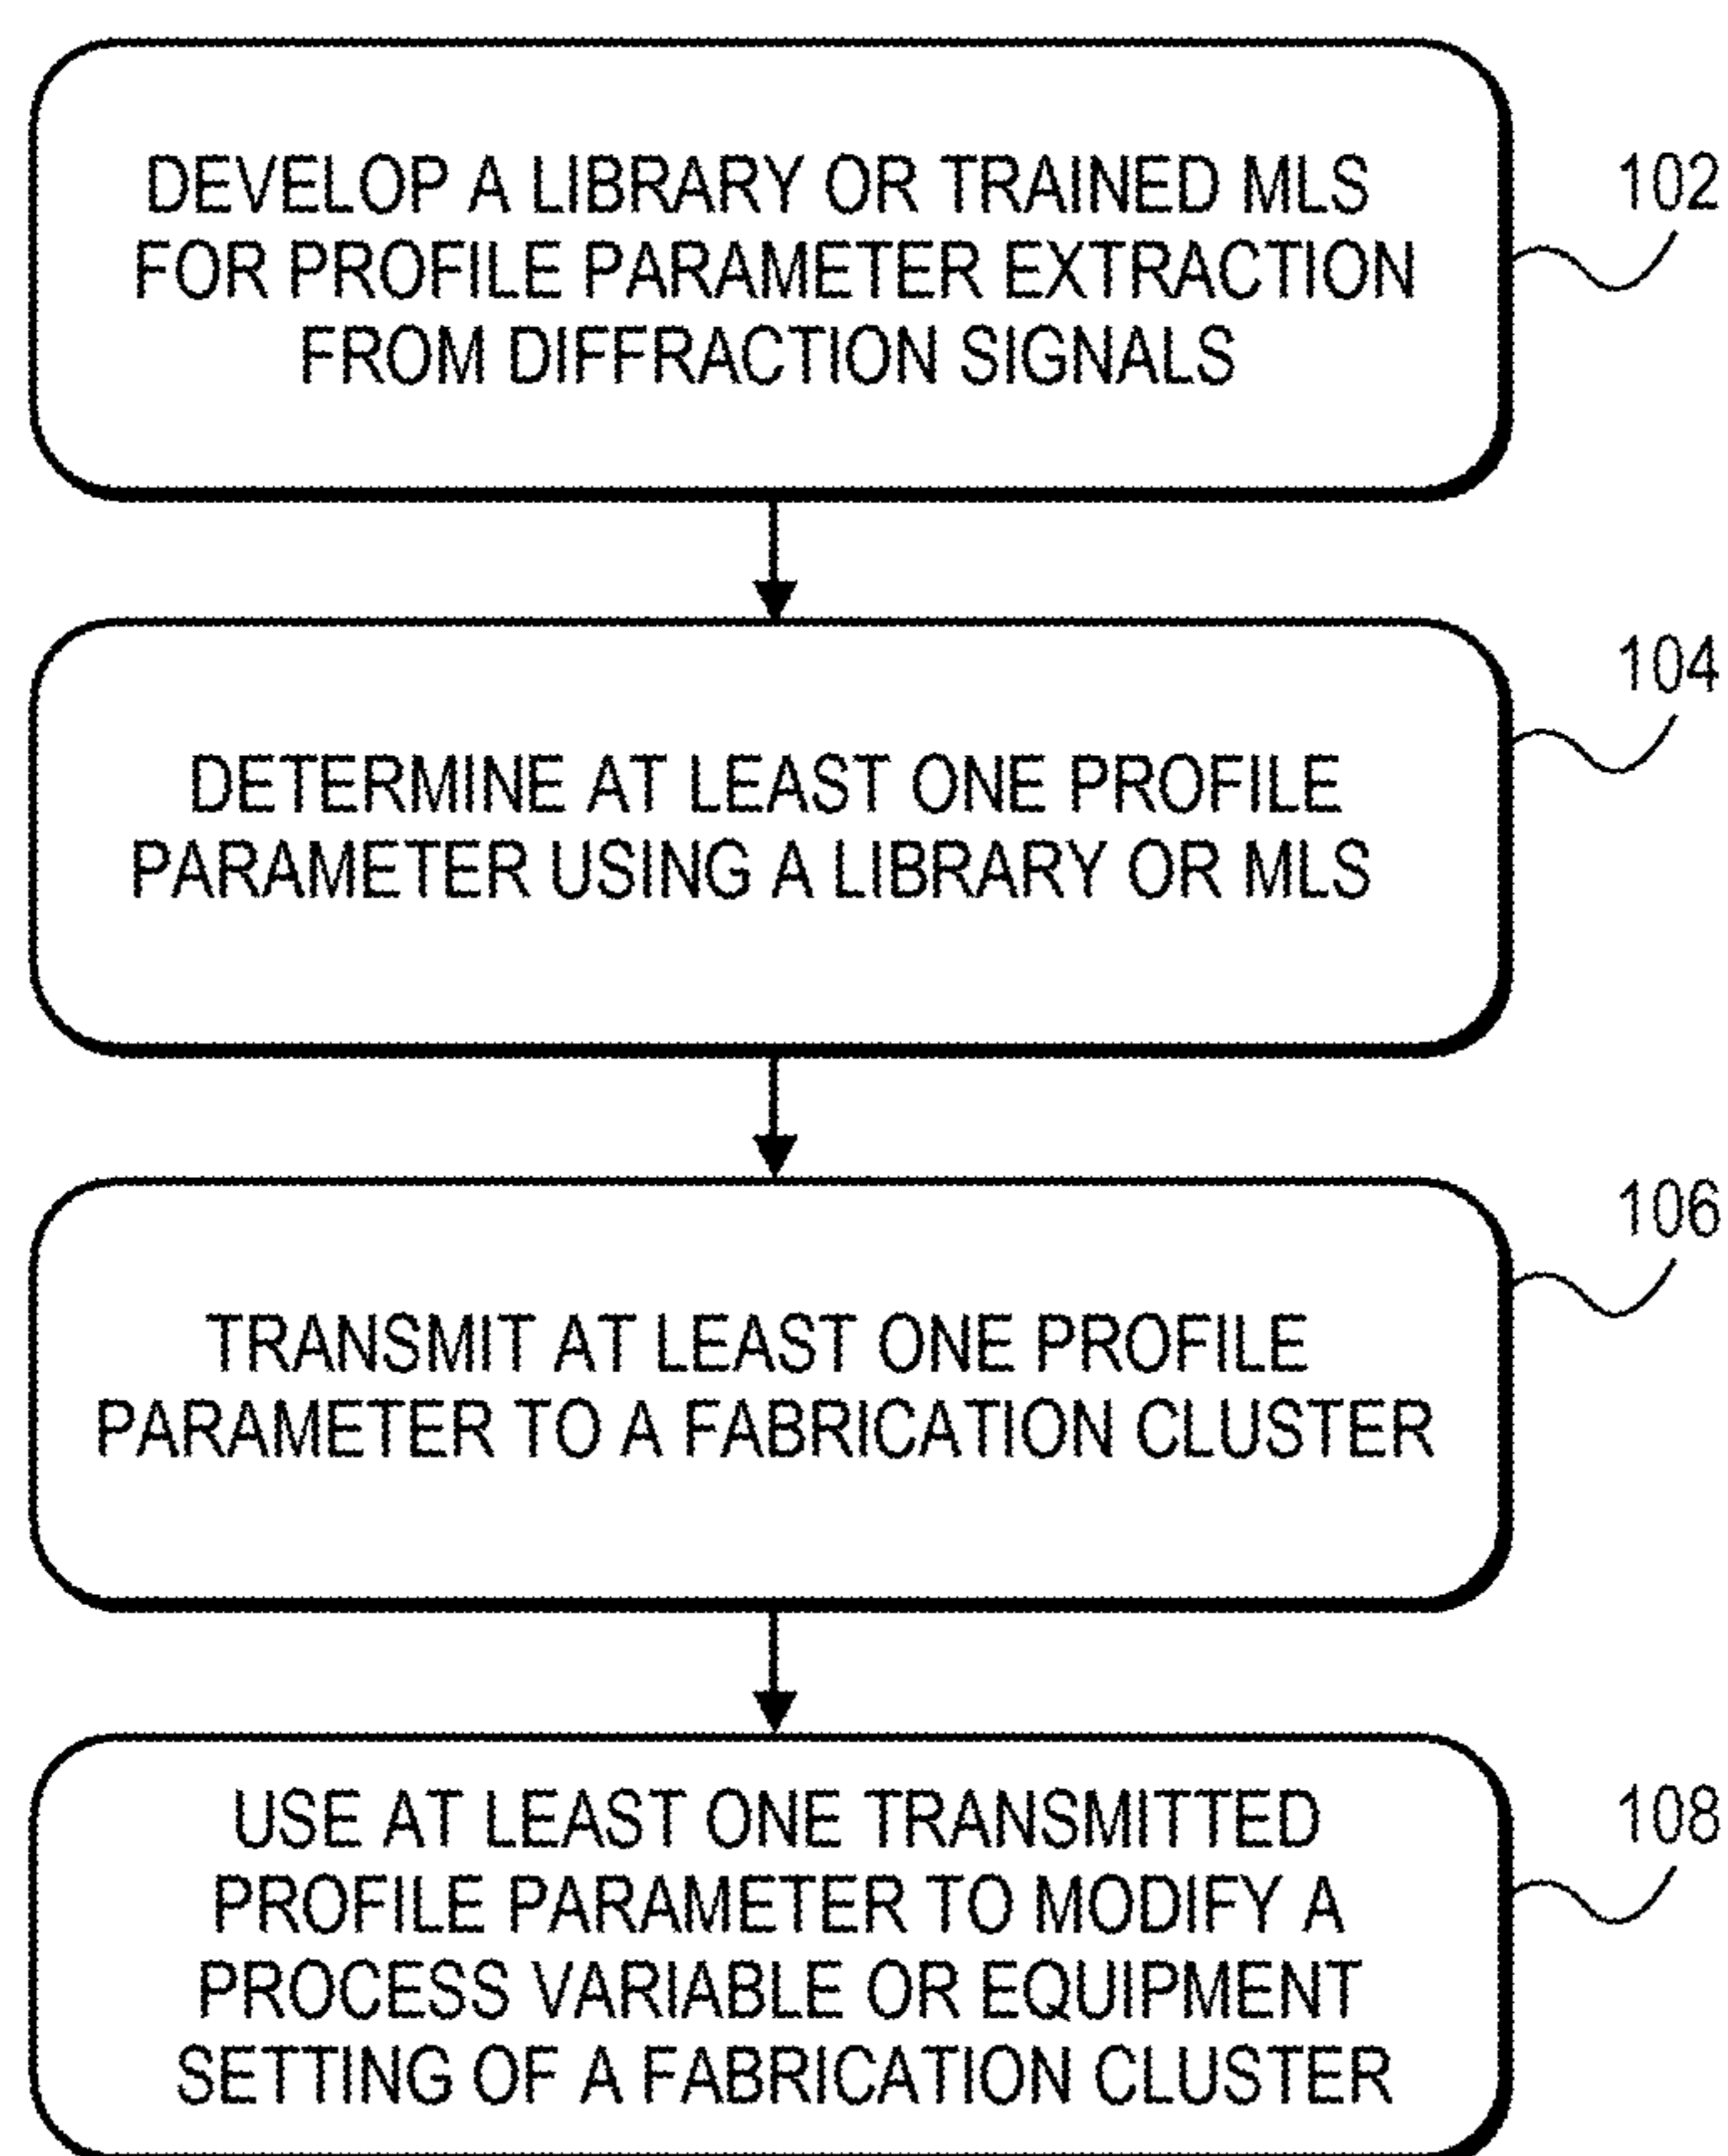 DEVELOP A LIBRARY OR TRAINED MLS
FOR PROFILE PARAMETER EXTRACTION
FROM DIFFRACTION SIGNALS
102
DETERMINE AT LEAST ONE PROFILE
PARAMETER USING A LIBRARY OR MLS
104
TRANSMIT AT LEAST ONE PROFILE
PARAMETER TO A FABRICATION CLUSTER
106
USE AT LEAST ONE TRANSMITTED
PROFILE PARAMETER TO MODIFY A
PROCESS VARIABLE OR EQUIPMENT
SETTING OF A FABRICATION CLUSTER
108